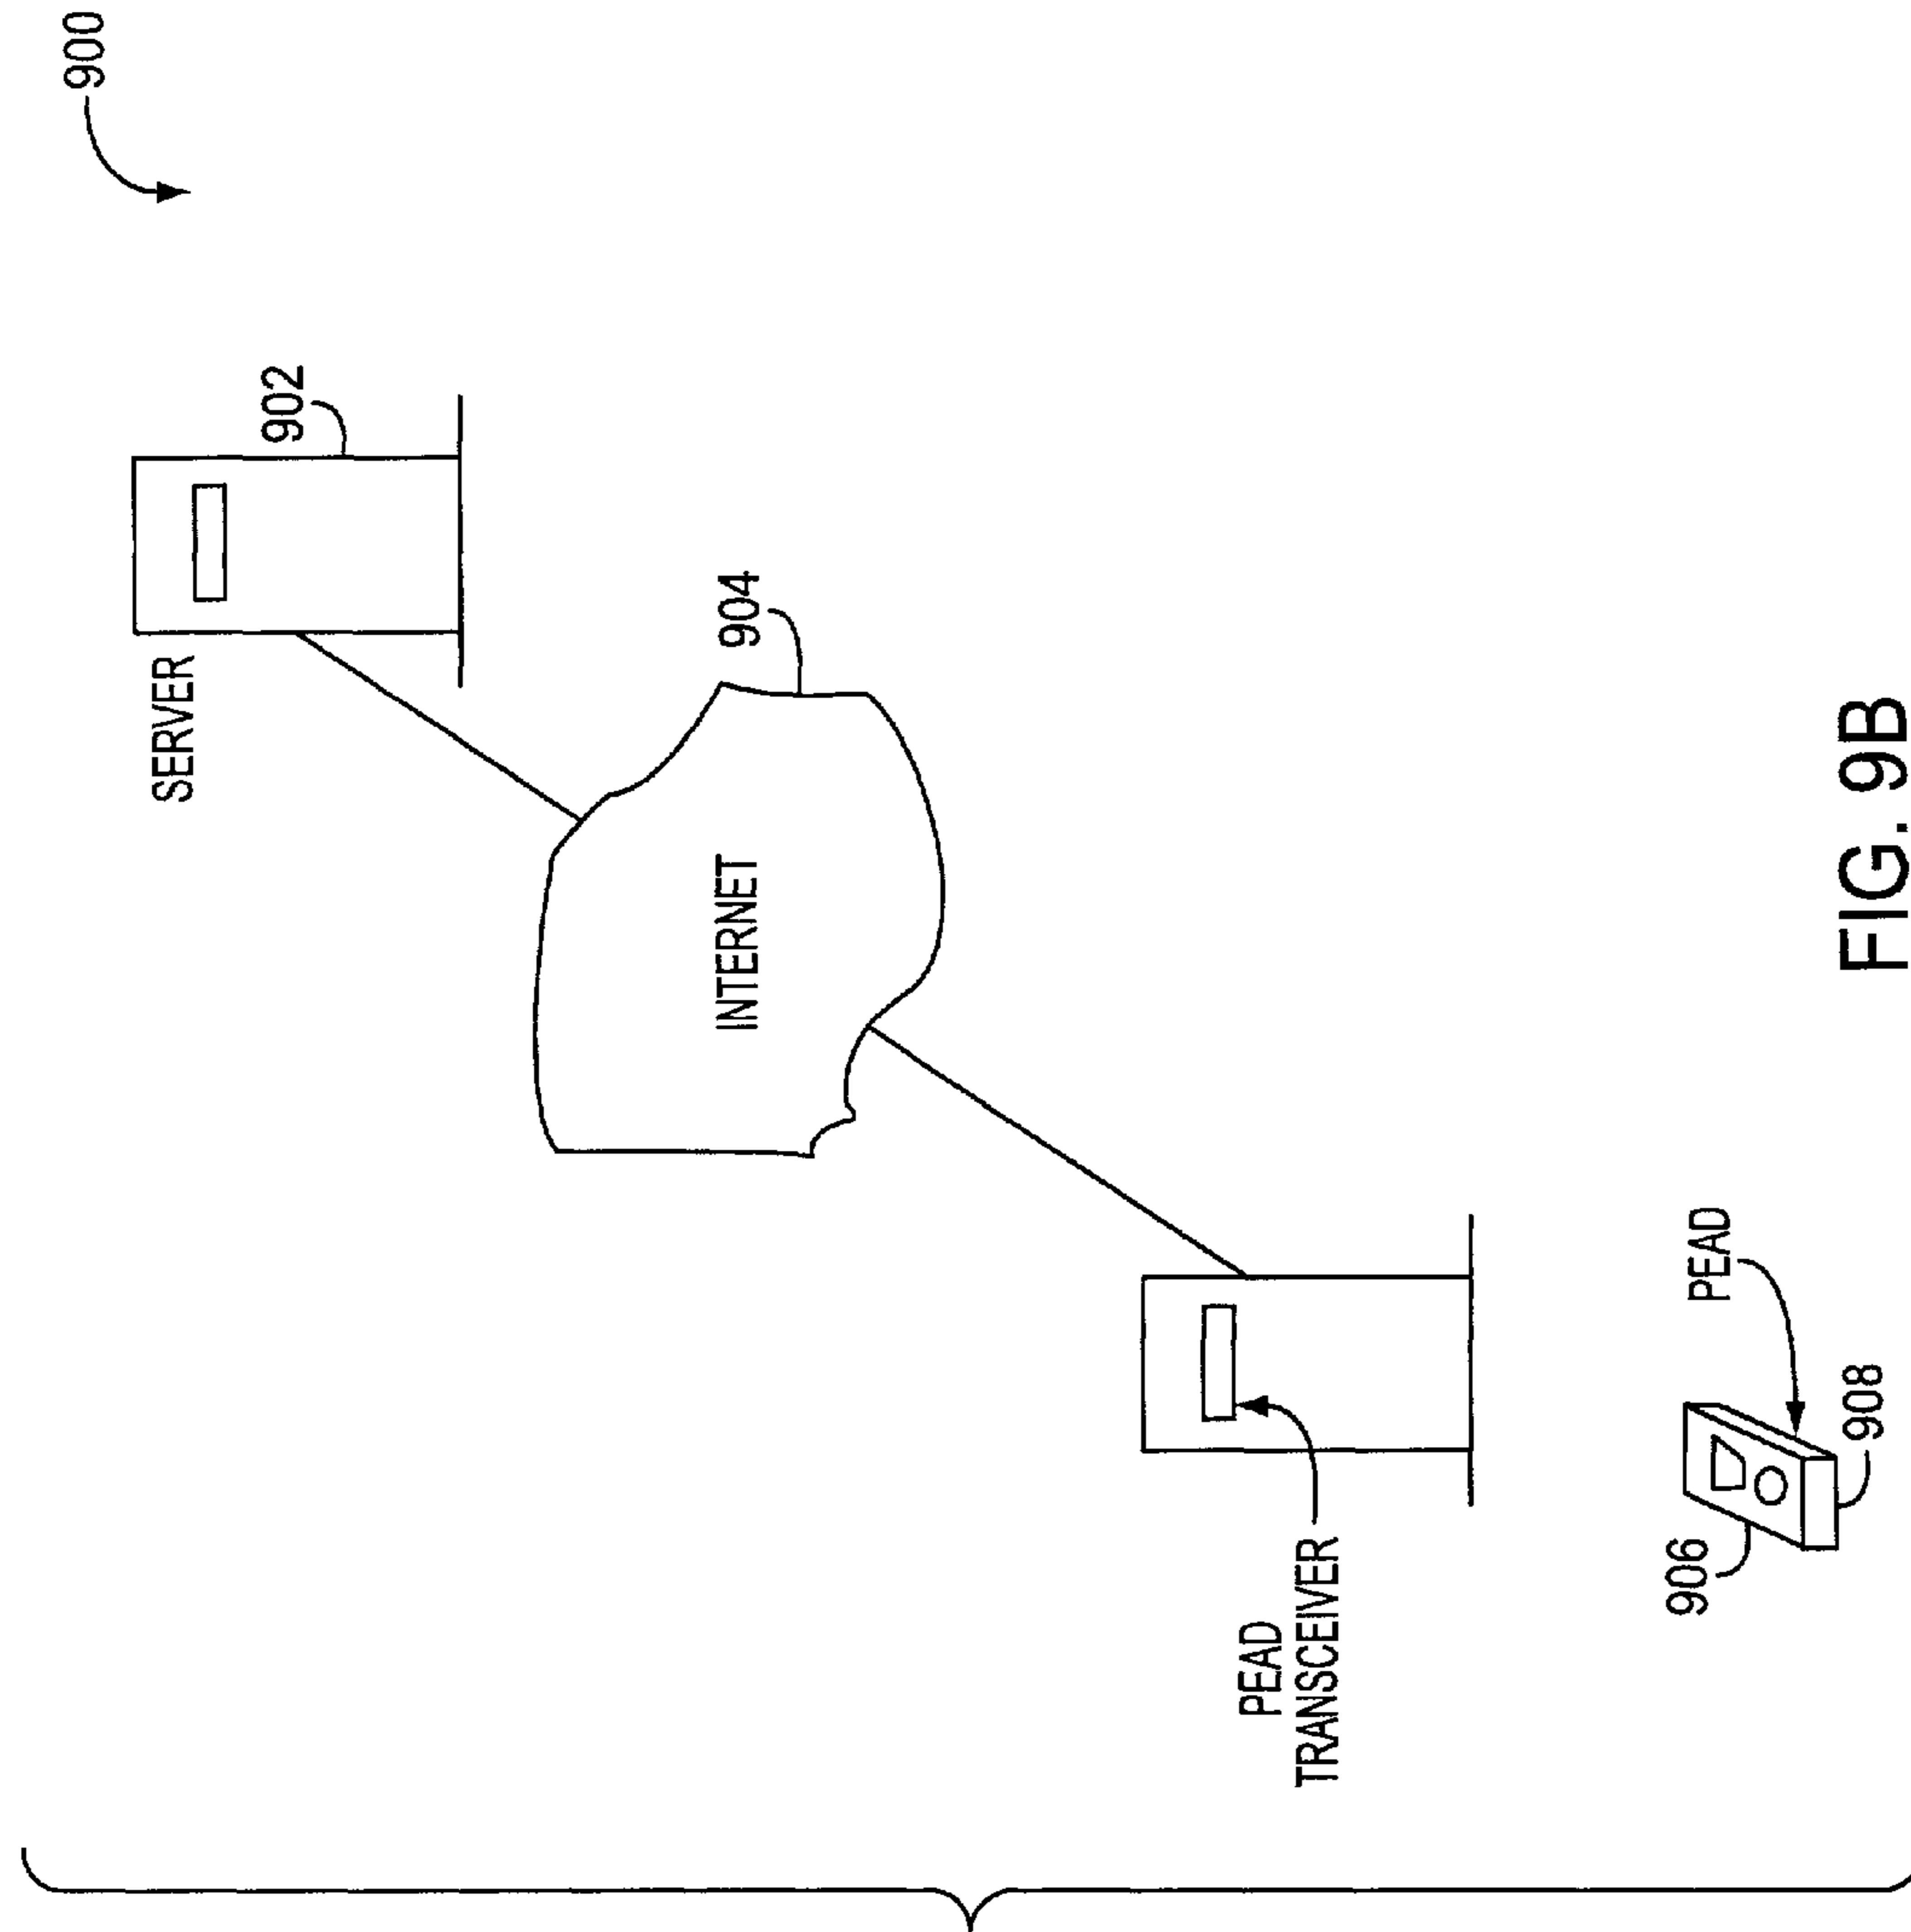 900
902
SERVER
904
INTERNET
PEAD
TRANSCEIVER
PEAD
906
908
FIG. 9B